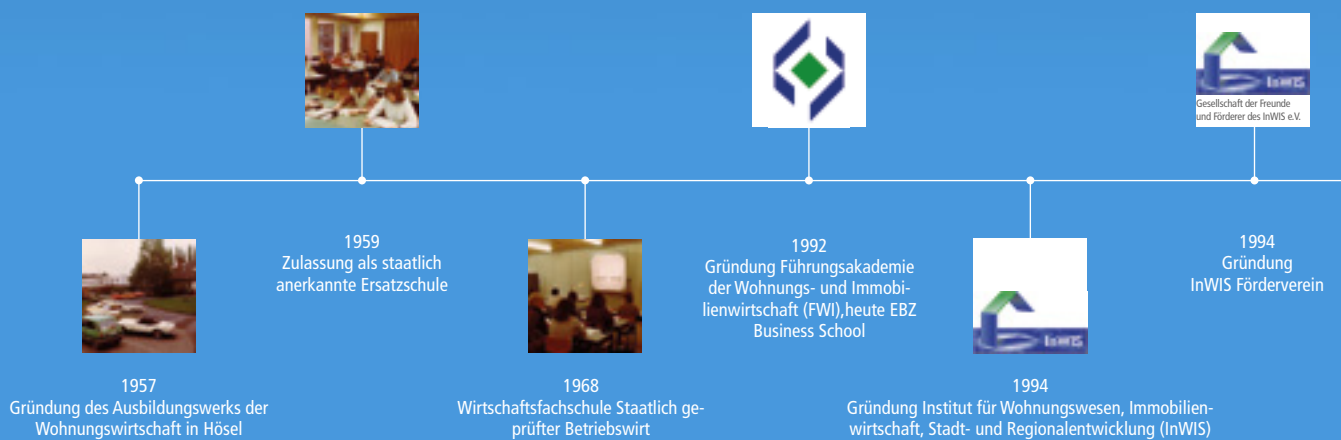 InWIS
Gesellschaft der Freunde
und Förderer des InWIS e.V.
1957
Gründung des Ausbildungswerks der
Wohnungswirtschaft in Hösel
1959
Zulassung als staatlich
anerkannte Ersatzschule
1968
Wirtschaftsfachschule Staatlich ge-
prüfter Betriebswirt
1992
Gründung Führungsakademie
der Wohnungs- und Immobi-
lienwirtschaft (FWI),heute EBZ
Business School
InWIS
1994
Gründung Institut für Wohnungswesen, Immobilien-
wirtschaft, Stadt- und Regionalentwicklung (InWIS)
1994
Gründung
InWIS Förderverein